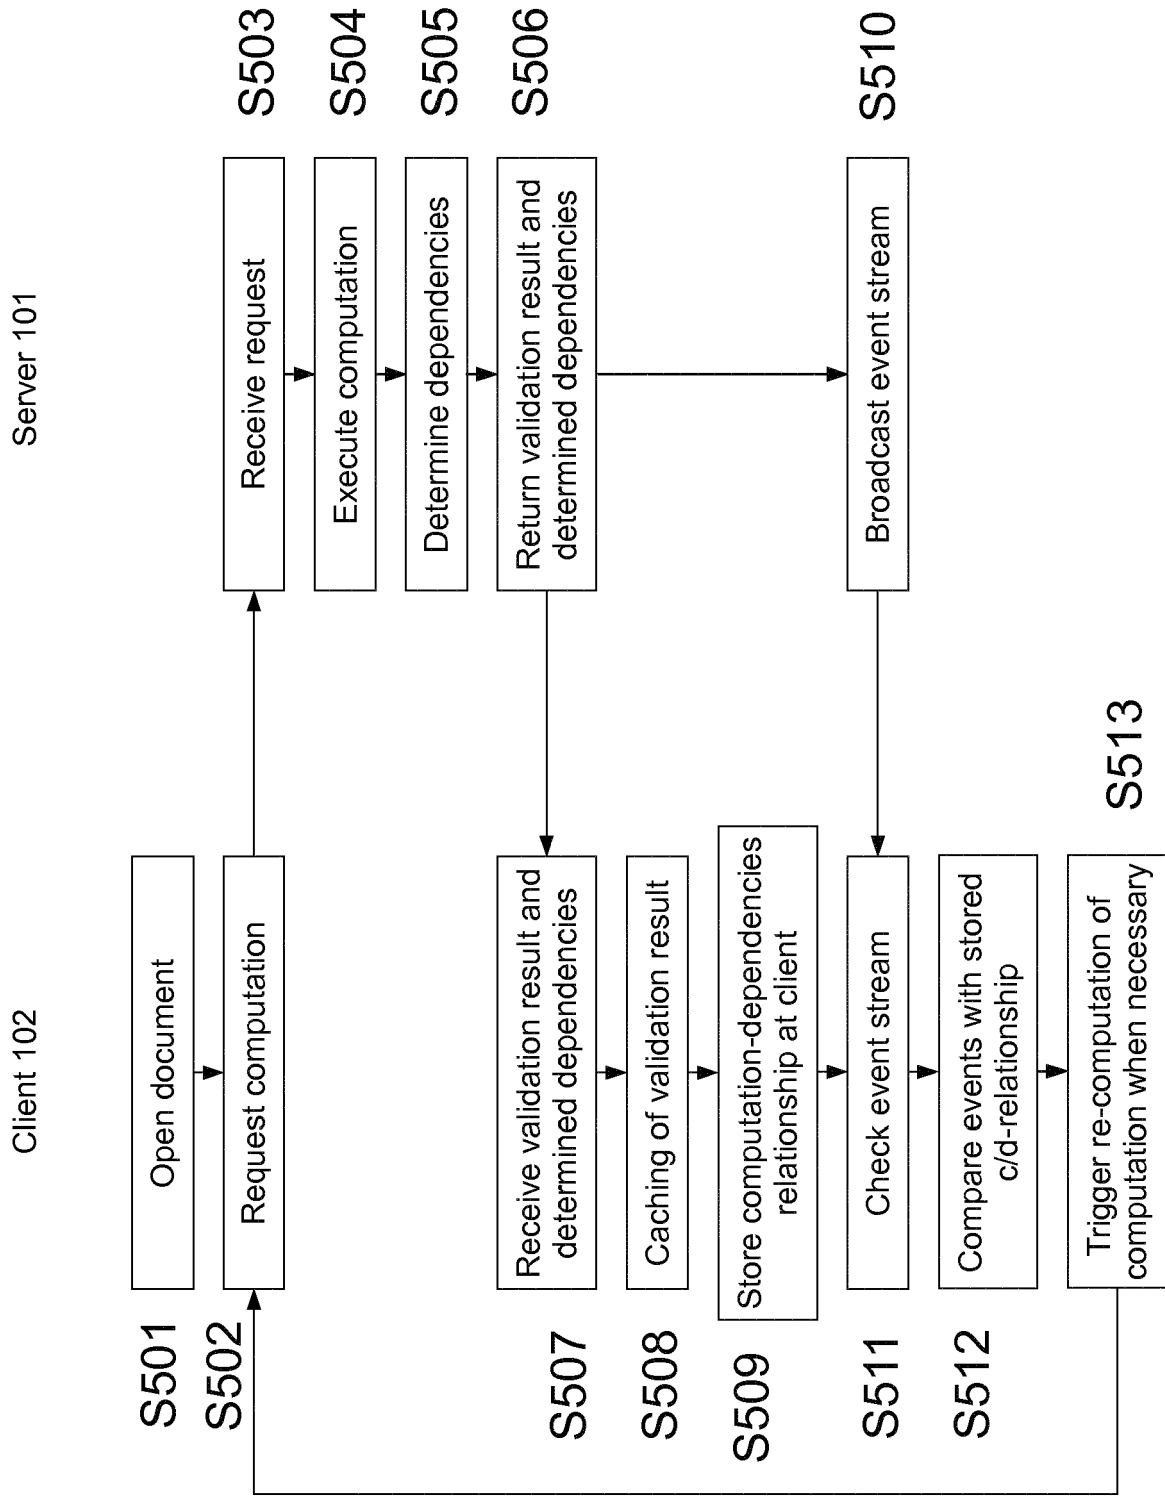 Client 102
Server 101
S501
Open document
S502
Request computation
Receive request
S503
Execute computation
S504
Determine dependencies
S505
Return validation result and
determined dependencies
S506
S507
Receive validation result and
determined dependencies
S508
Caching of validation result
S509
Store computation-dependencies
relationship at client
Broadcast event stream
S510
S511
Check event stream
S512
Compare events with stored
c/d-relationship
Trigger re-computation of
computation when necessary
S513